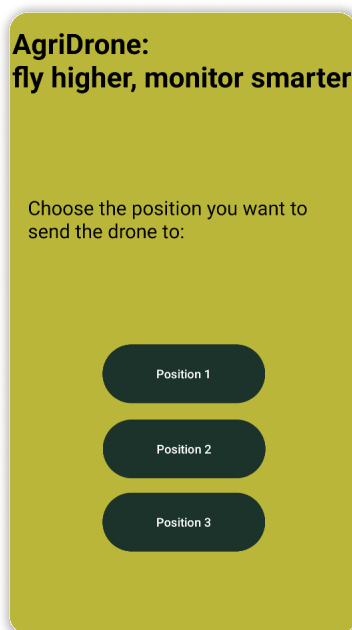 AgriDrone:
fly higher, monitor smarter
Choose the position you want to
send the drone to:
Position 1
Position 2
Position 3